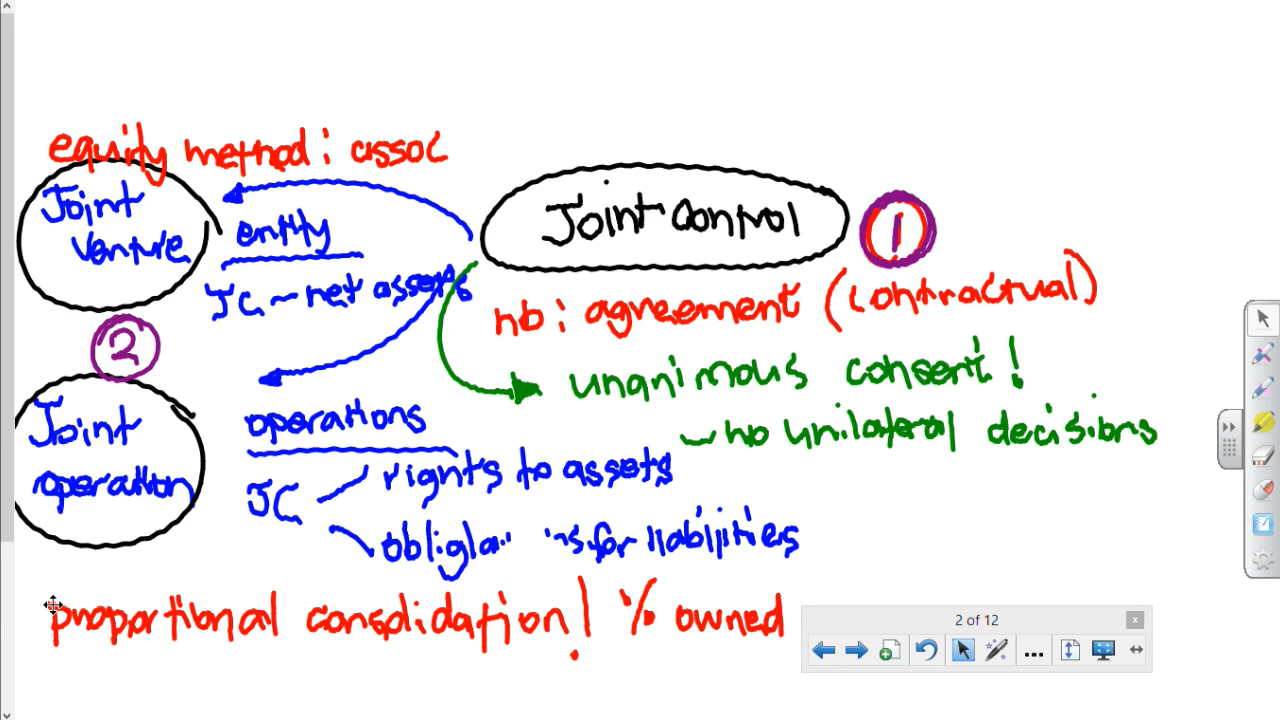 equity method : assoc
Joint venture
entity
JC ~ net assets
Joint control
1
nb : agreement (contractual)
unanimous consent !
no unilateral decisions
2
Joint operation
operations
JC
rights to assets
for liabilities
proportional consolidation! % owned
2 of 12